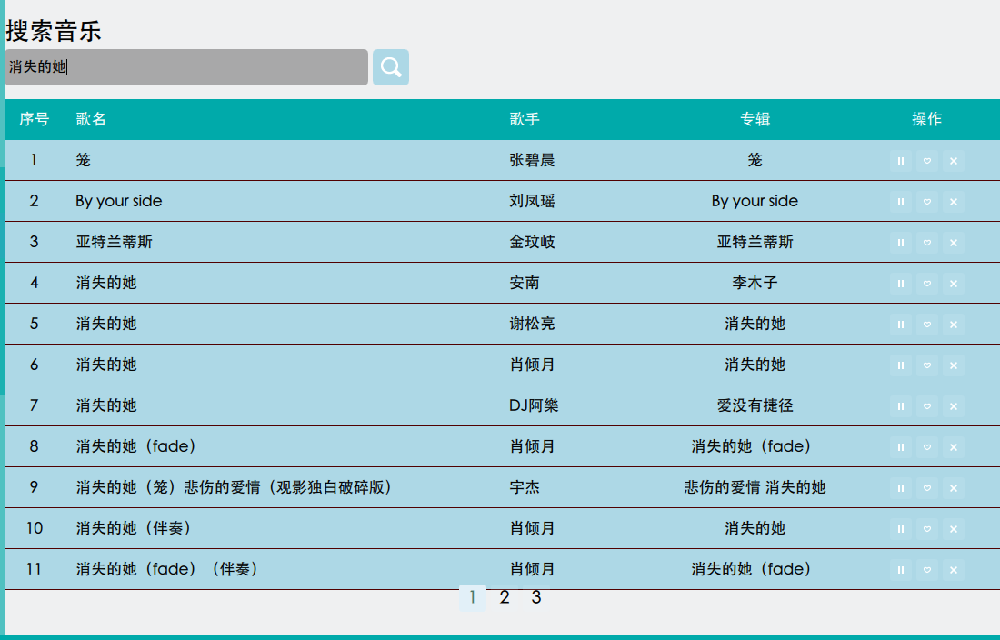 搜索音乐
消失的她
序号 歌名 歌手 专辑 操作
1 笼 张碧晨 笼
2 By your side 刘凤瑶 By your side
3 亚特兰蒂斯 金玟岐 亚特兰蒂斯
4 消失的她 安南 李木子
5 消失的她 谢松亮 消失的她
6 消失的她 肖倾月 消失的她
7 消失的她 DJ阿樂 愛没有捷径
8 消失的她（fade） 肖倾月 消失的她（fade）
9 消失的她（笼）悲伤的愛情（观影独白破碎版） 宇杰 悲伤的愛情 消失的她
10 消失的她（伴奏） 肖倾月 消失的她
11 消失的她（fade）（伴奏） 肖倾月 消失的她（fade）
1 2 3